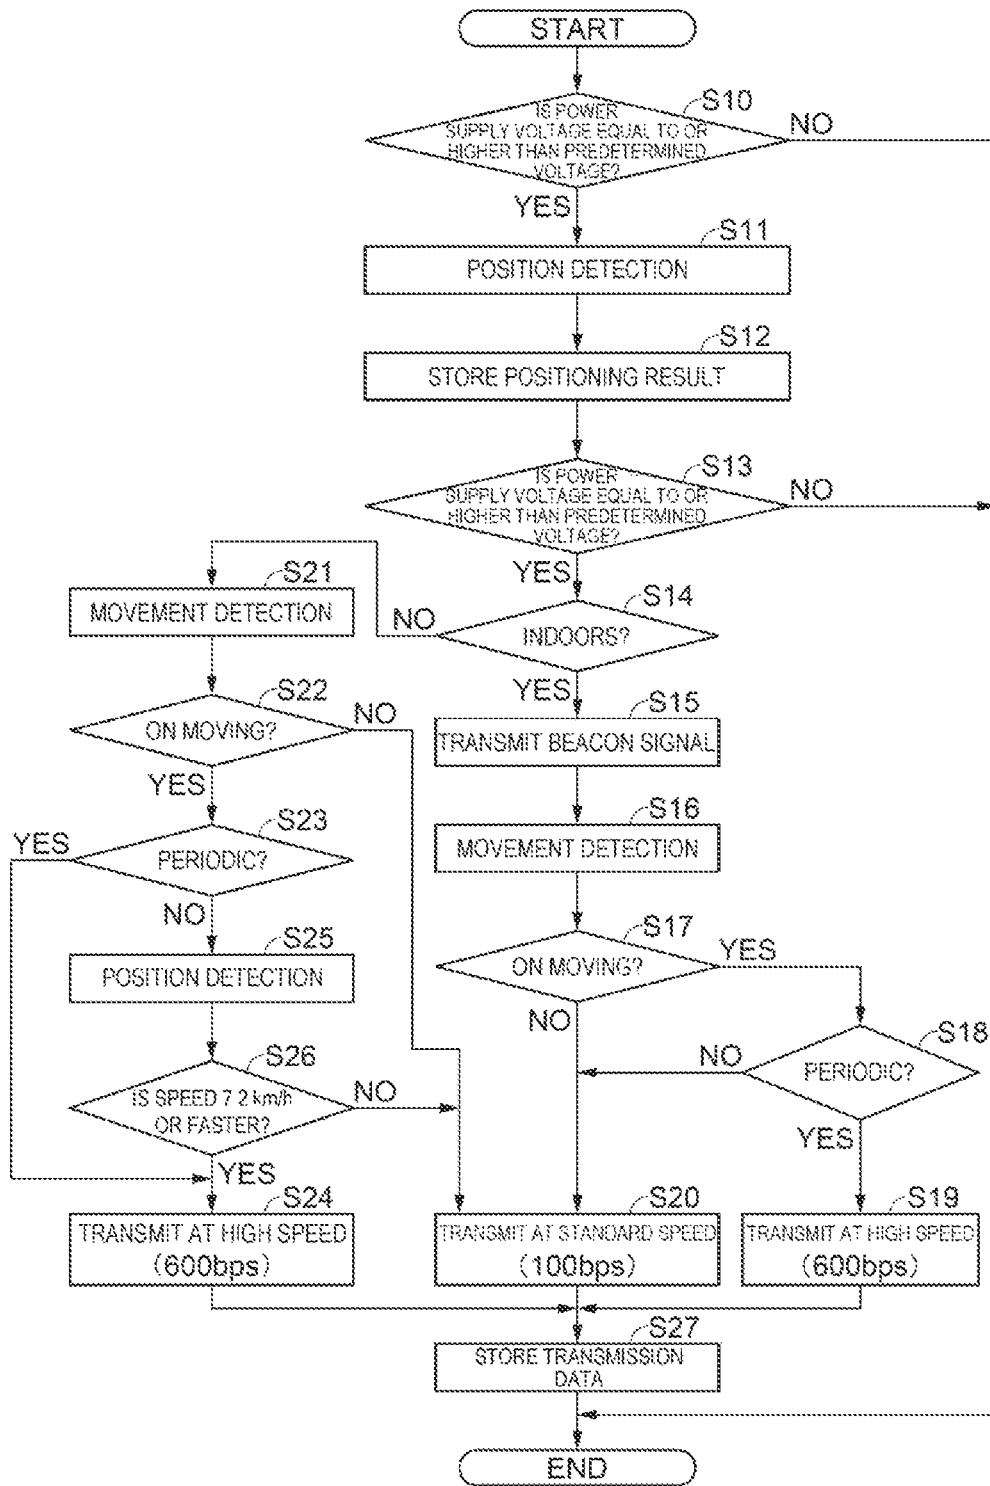 START
S10
IS POWER
SUPPLY VOLTAGE EQUAL TO OR
HIGHER THAN PREDETERMINED
VOLTAGE?
NO
YES
S11
POSITION DETECTION
S12
STORE POSITIONING RESULT
S13
IS POWER
SUPPLY VOLTAGE EQUAL TO OR
HIGHER THAN PREDETERMINED
VOLTAGE?
NO
YES
S14
INDOORS?
NO
YES
S21
MOVEMENT DETECTION
S22
ON MOVING?
NO
YES
S23
PERIODIC?
YES
NO
S25
POSITION DETECTION
S26
IS SPEED 7.2 km/h
OR FASTER?
NO
YES
S24
TRANSMIT AT HIGH SPEED
(600bps)
S15
TRANSMIT BEACON SIGNAL
S16
MOVEMENT DETECTION
S17
ON MOVING?
YES
NO
S18
PERIODIC?
NO
YES
S20
TRANSMIT AT STANDARD SPEED
(100bps)
S19
TRANSMIT AT HIGH SPEED
(600bps)
S27
STORE TRANSMISSION
DATA
END